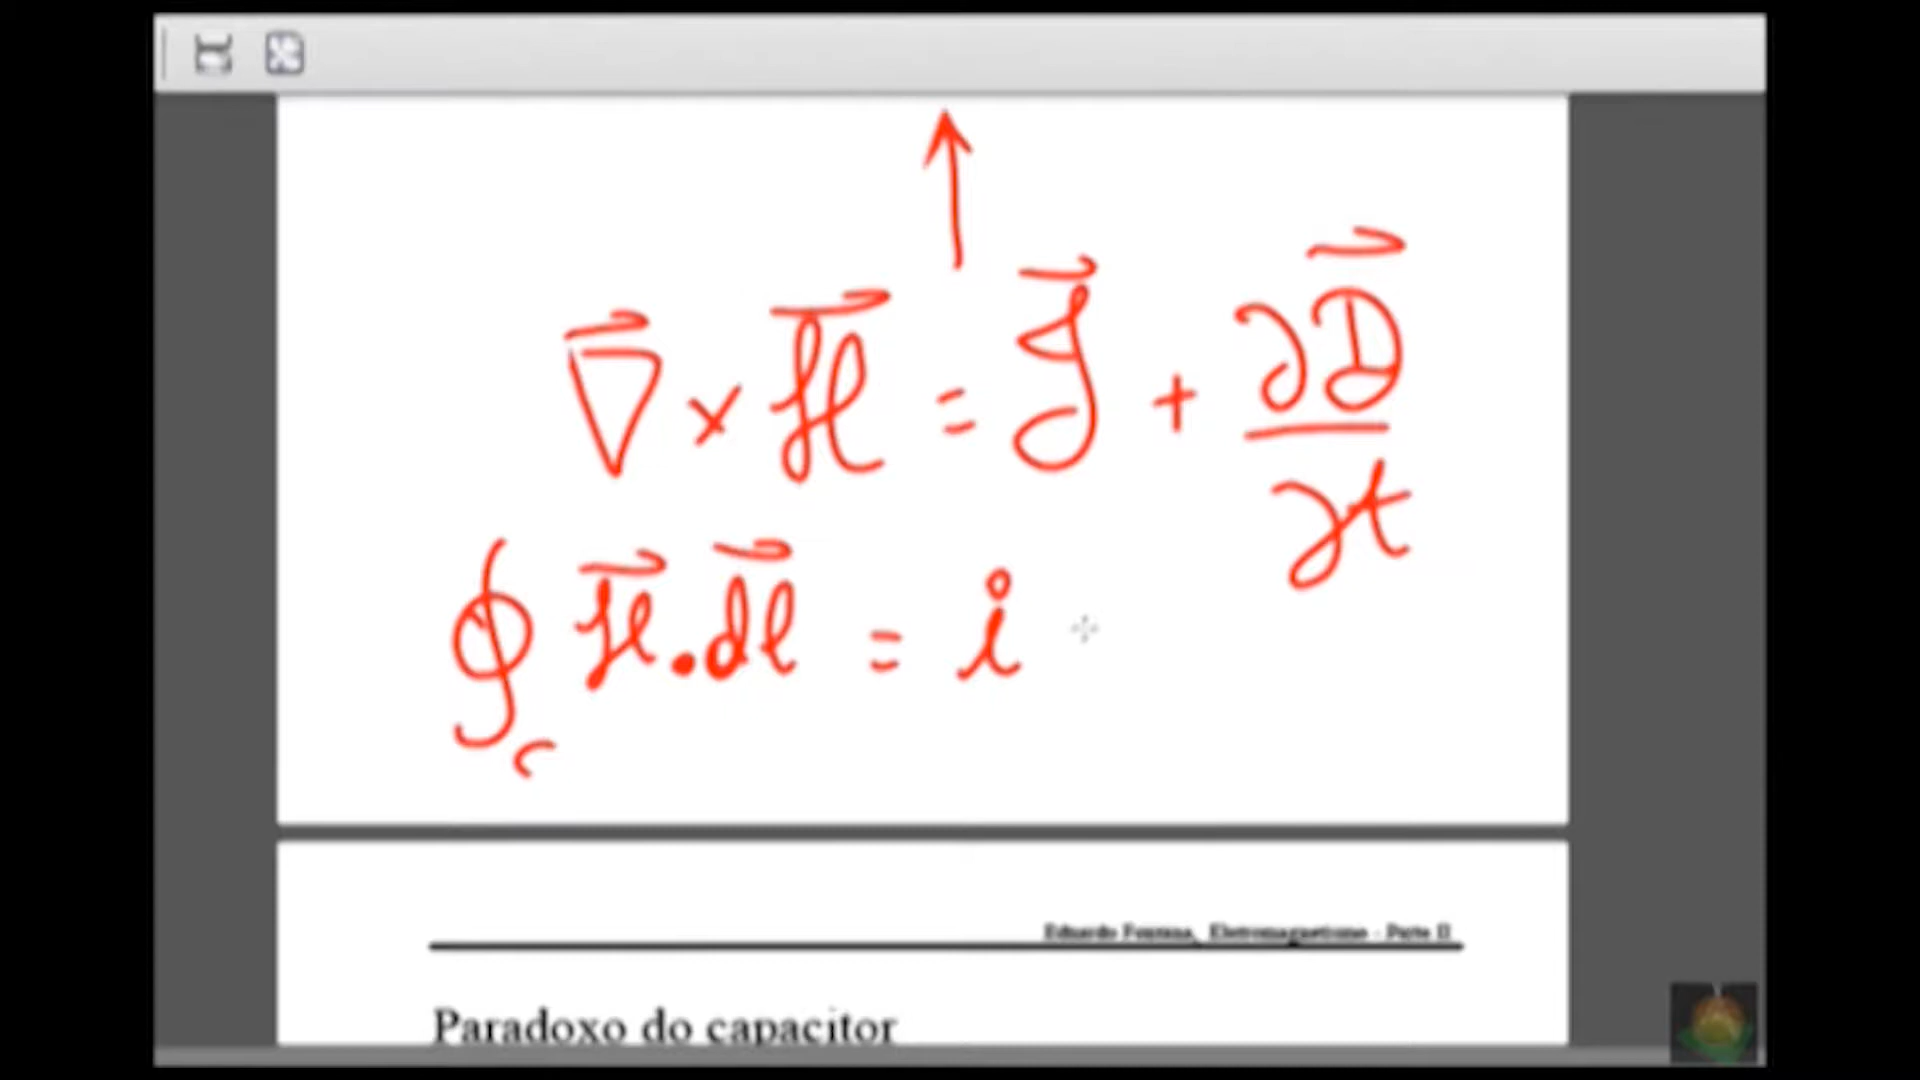 ∇⃗ × ℋ⃗ = 𝒥⃗ + ∂𝒟⃗/∂t
∮c ℋ⃗ . dℓ⃗ = i
Eduardo Fontana, Eletromagnetismo - Parte II
Paradoxo do capacitor